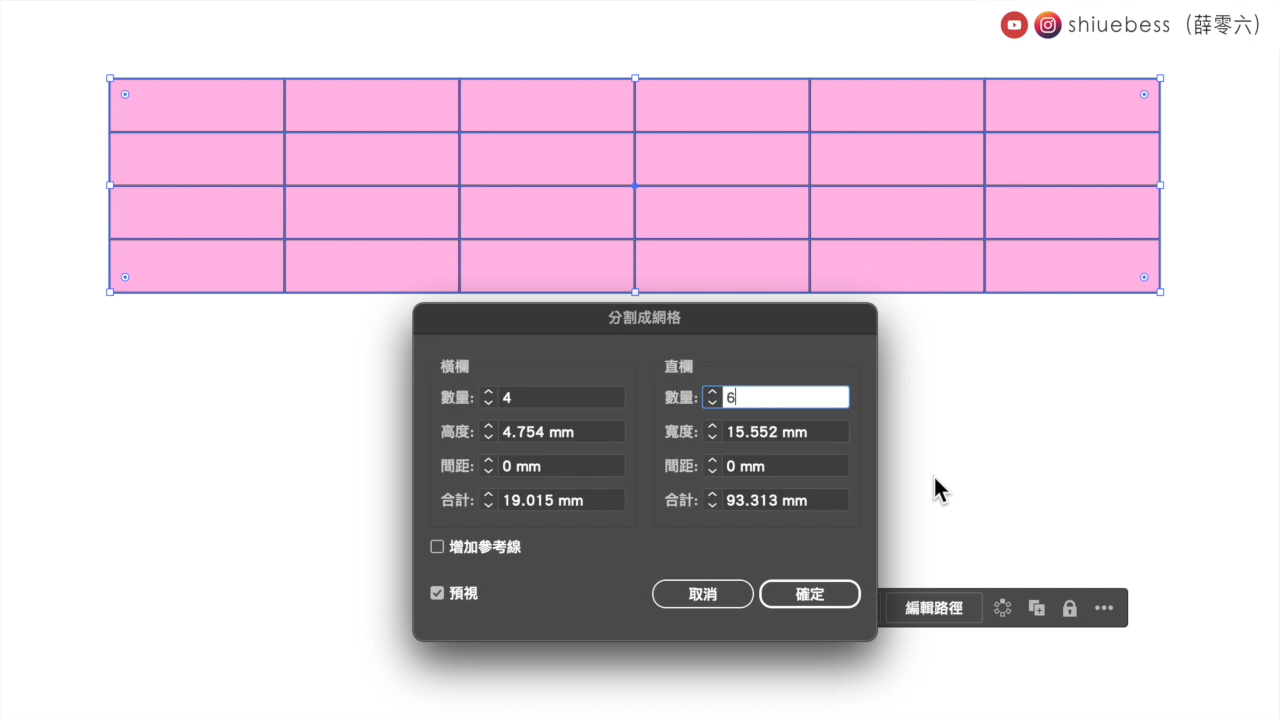 shiuebess (薛零六)
分割成網格
橫欄
數量: 4
高度: 4.754 mm
間距: 0 mm
合計: 19.015 mm
直欄
數量: 6
寬度: 15.552 mm
間距: 0 mm
合計: 93.313 mm
增加參考線
預視
取消
確定
編輯路徑